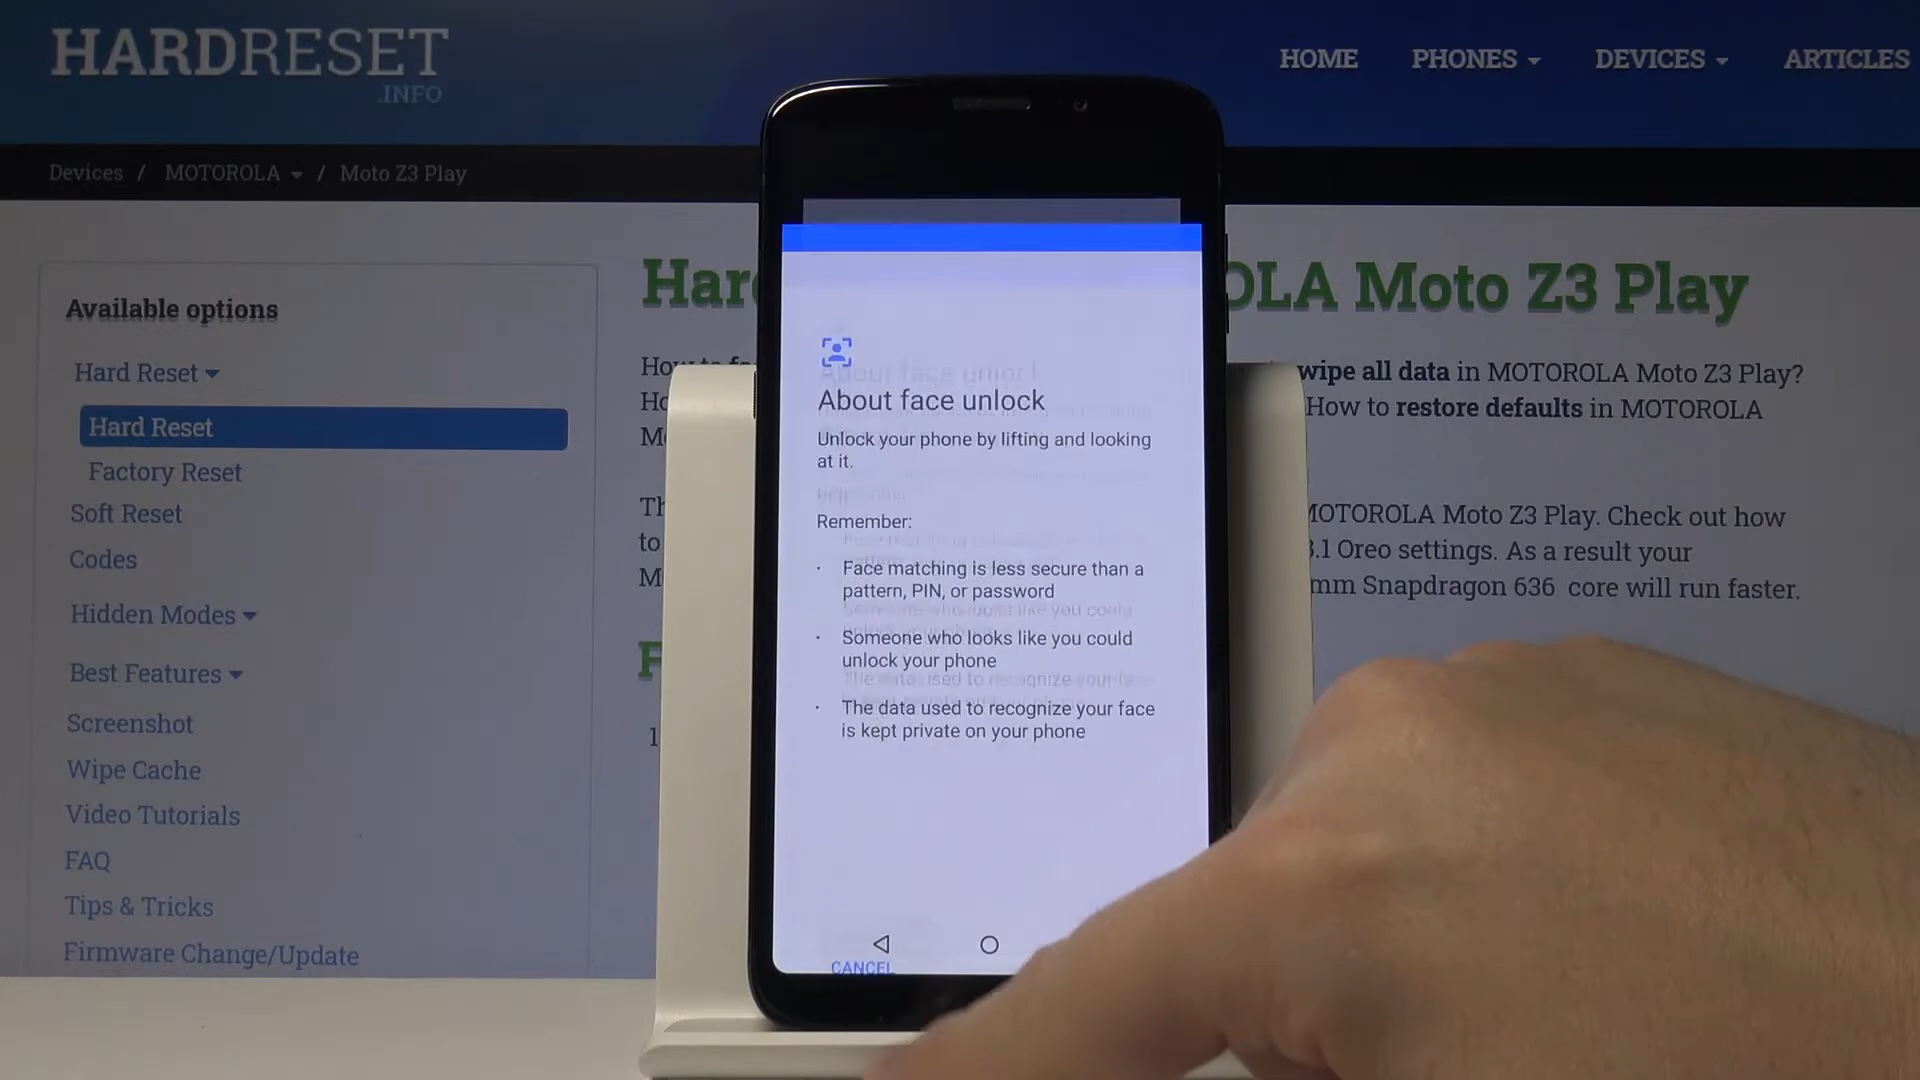 HARDRESET
.INFO
HOME PHONES DEVICES ARTICLES
Devices / MOTOROLA / Moto Z3 Play
Available options
Hard Reset
Hard Reset
Factory Reset
Soft Reset
Codes
Hidden Modes
Best Features
Screenshot
Wipe Cache
Video Tutorials
FAQ
Tips & Tricks
Firmware Change/Update
Moto Z3 Play
How to
wipe all data in MOTOROLA Moto Z3 Play?
How to restore defaults in MOTOROLA
to
MOTOROLA Moto Z3 Play. Check out how
8.1 Oreo settings. As a result your
Snapdragon 636 core will run faster.
1
About face unlock
Unlock your phone by lifting and looking
at it.
Remember:
· Face matching is less secure than a
pattern, PIN, or password
· Someone who looks like you could
unlock your phone
· The data used to recognize your face
is kept private on your phone
CANCEL